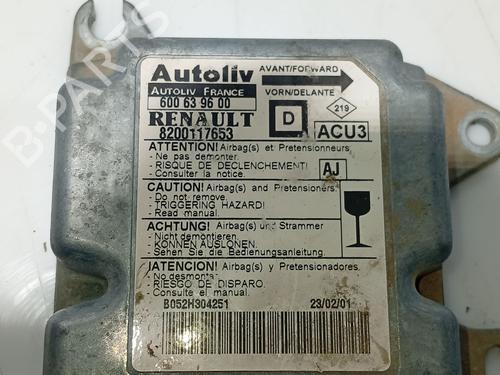 Autoliv
AVANT/FORWARD
AUTOLIV FRANCE
VORN/DELANTE
600 63 96 00
RENAULT
D
219
8200117653
ACU3
ATTENTION! Airbag(s) et Pretensionneurs
- Ne pas demonter.
- RISQUE DE DECLENCHEMENT!
- Consulter la notice.
AJ
CAUTION! Airbag(s) and Pretensioners
- Do not remove.
- TRIGGERING HAZARD!
- Read manual.
ACHTUNG! Airbag(s) und Strammer
- Nicht demontieren.
- KONNEN AUSLONEN.
- Sehen Sie die Bedienungsanleitung.
¡ATENCION! Airbag(s) y Pretensionadores.
- No desmonta
- RIESGO DE DISPARO.
- Consulte el manual.
B052H304251
23/02/01
B-PARTS